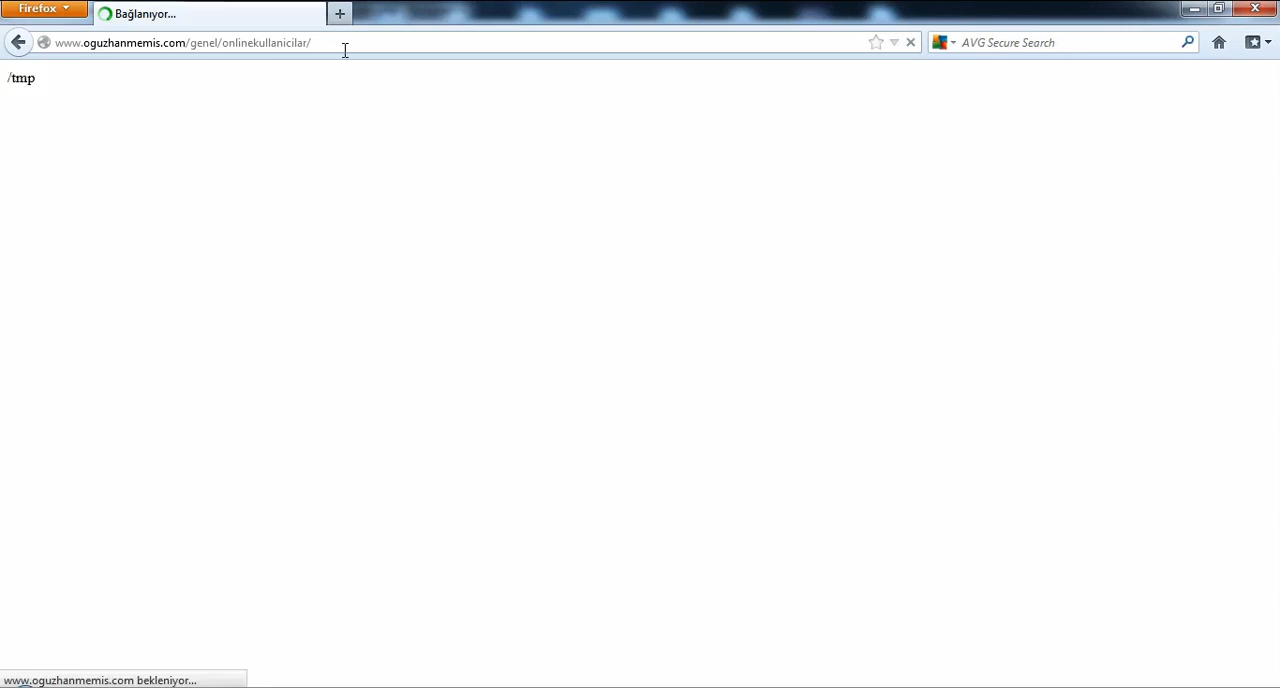 Firefox
Bağlanıyor...
www.oguzhanmemis.com/genel/onlinekullanicilar/
AVG Secure Search
/tmp
www.oguzhanmemis.com bekleniyor...